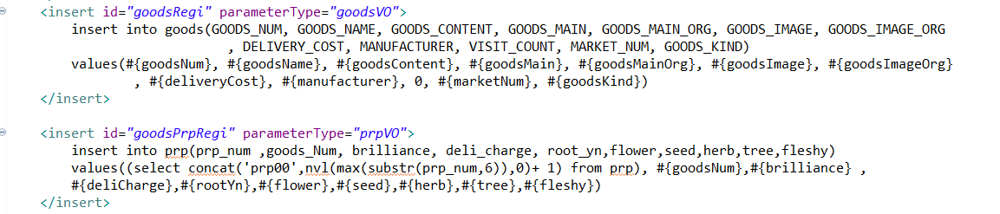 <insert id="goodsRegi" parameterType="goodsVO">
insert into goods(GOODS_NUM, GOODS_NAME, GOODS_CONTENT, GOODS_MAIN, GOODS_MAIN_ORG, GOODS_IMAGE, GOODS_IMAGE_ORG
, DELIVERY_COST, MANUFACTURER, VISIT_COUNT, MARKET_NUM, GOODS_KIND)
values(#{goodsNum}, #{goodsName}, #{goodsContent}, #{goodsMain}, #{goodsMainOrg}, #{goodsImage}, #{goodsImageOrg}
, #{deliveryCost}, #{manufacturer}, 0, #{marketNum}, #{goodsKind})
</insert>
<insert id="goodsPrpRegi" parameterType="prpVO">
insert into prp(prp_num ,goods_Num, brilliance, deli_charge, root_yn,flower,seed,herb,tree,fleshy)
values((select concat('prp00',nvl(max(substr(prp_num,6)),0)+ 1) from prp), #{goodsNum},#{brilliance} ,
#{deliCharge},#{rootYn},#{flower},#{seed},#{herb},#{tree},#{fleshy})
</insert>